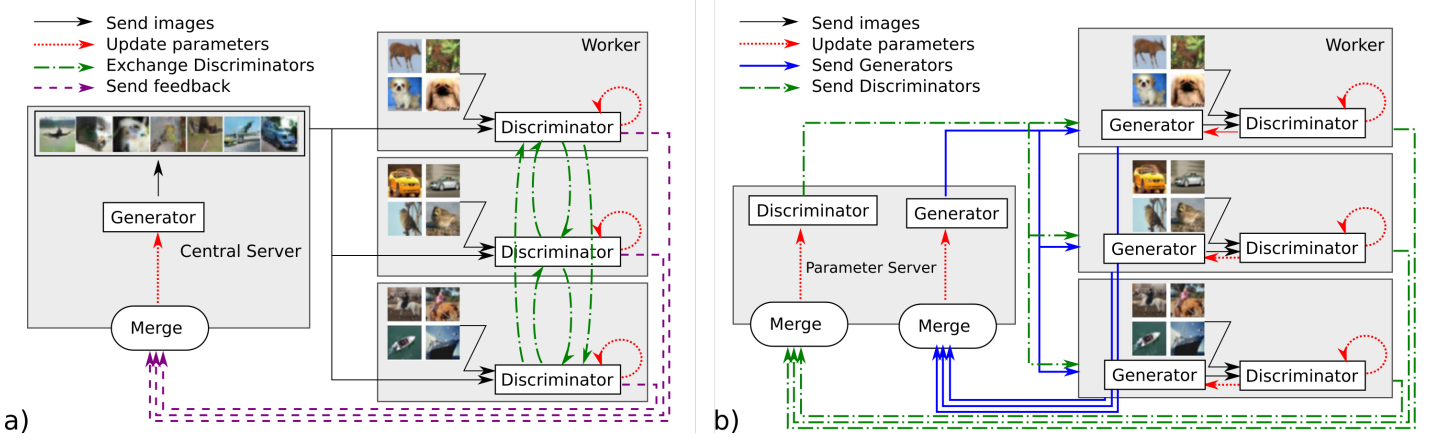 Send images
Update parameters
Exchange Discriminators
Send feedback
Worker
Discriminator
Generator
Central Server
Discriminator
Merge
Discriminator
a)
Send images
Update parameters
Send Generators
Send Discriminators
Worker
Generator
Discriminator
Discriminator
Generator
Generator
Discriminator
Parameter Server
Merge
Merge
Generator
Discriminator
b)